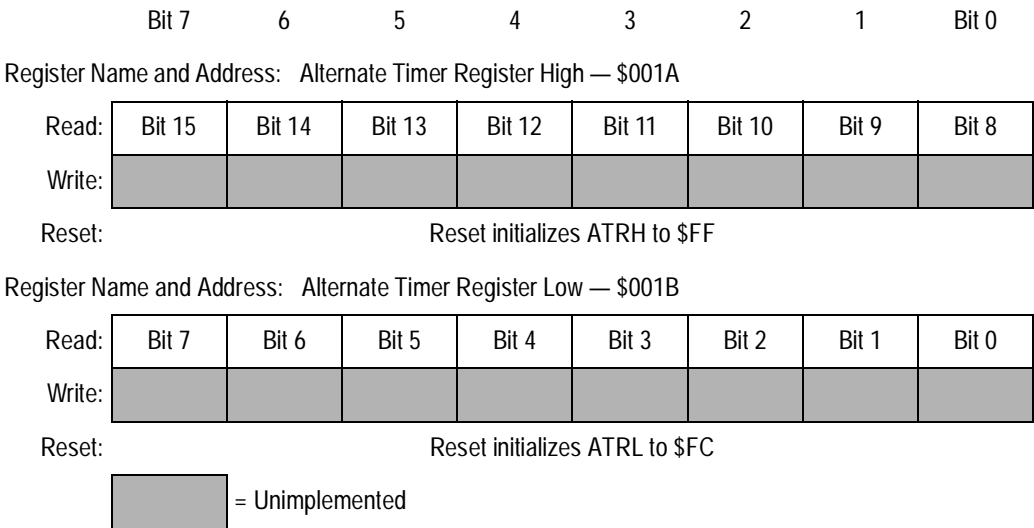 Bit 7 6 5 4 3 2 1 Bit 0
Register Name and Address: Alternate Timer Register High — $001A
Read: Bit 15 Bit 14 Bit 13 Bit 12 Bit 11 Bit 10 Bit 9 Bit 8
Write:
Reset: Reset initializes ATRH to $FF
Register Name and Address: Alternate Timer Register Low — $001B
Read: Bit 7 Bit 6 Bit 5 Bit 4 Bit 3 Bit 2 Bit 1 Bit 0
Write:
Reset: Reset initializes ATRL to $FC
= Unimplemented